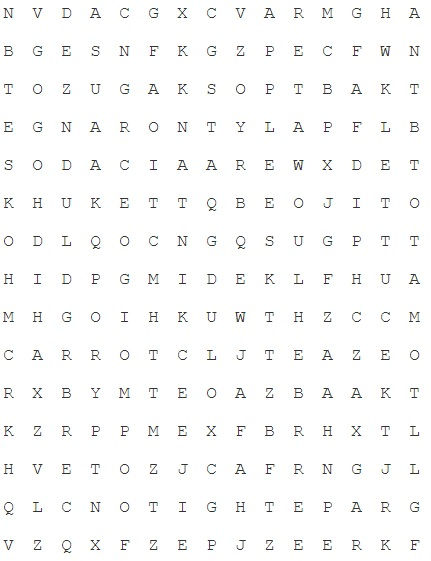 N V D A C G X C V A R M G H A
B G E S N F K G Z P E C F W N
T O Z U G A K S O P T B A K T
E G N A R O N T Y L A P F L B
S O D A C I A A R E W X D E T
K H U K E T T Q B E O J I T O
O D L Q O C N G Q S U G P T T
H I D P G M I D E K L F H U A
M H G O I H K U W T H Z C C M
C A R R O T C L J T E A Z E O
R X B Y M T E O A Z B A A K T
K Z R P P M E X F B R H X T L
H V E T O Z J C A F R N G J L
Q L C N O T I G H T E P A R G
V Z Q X F Z E P J Z E E R K F